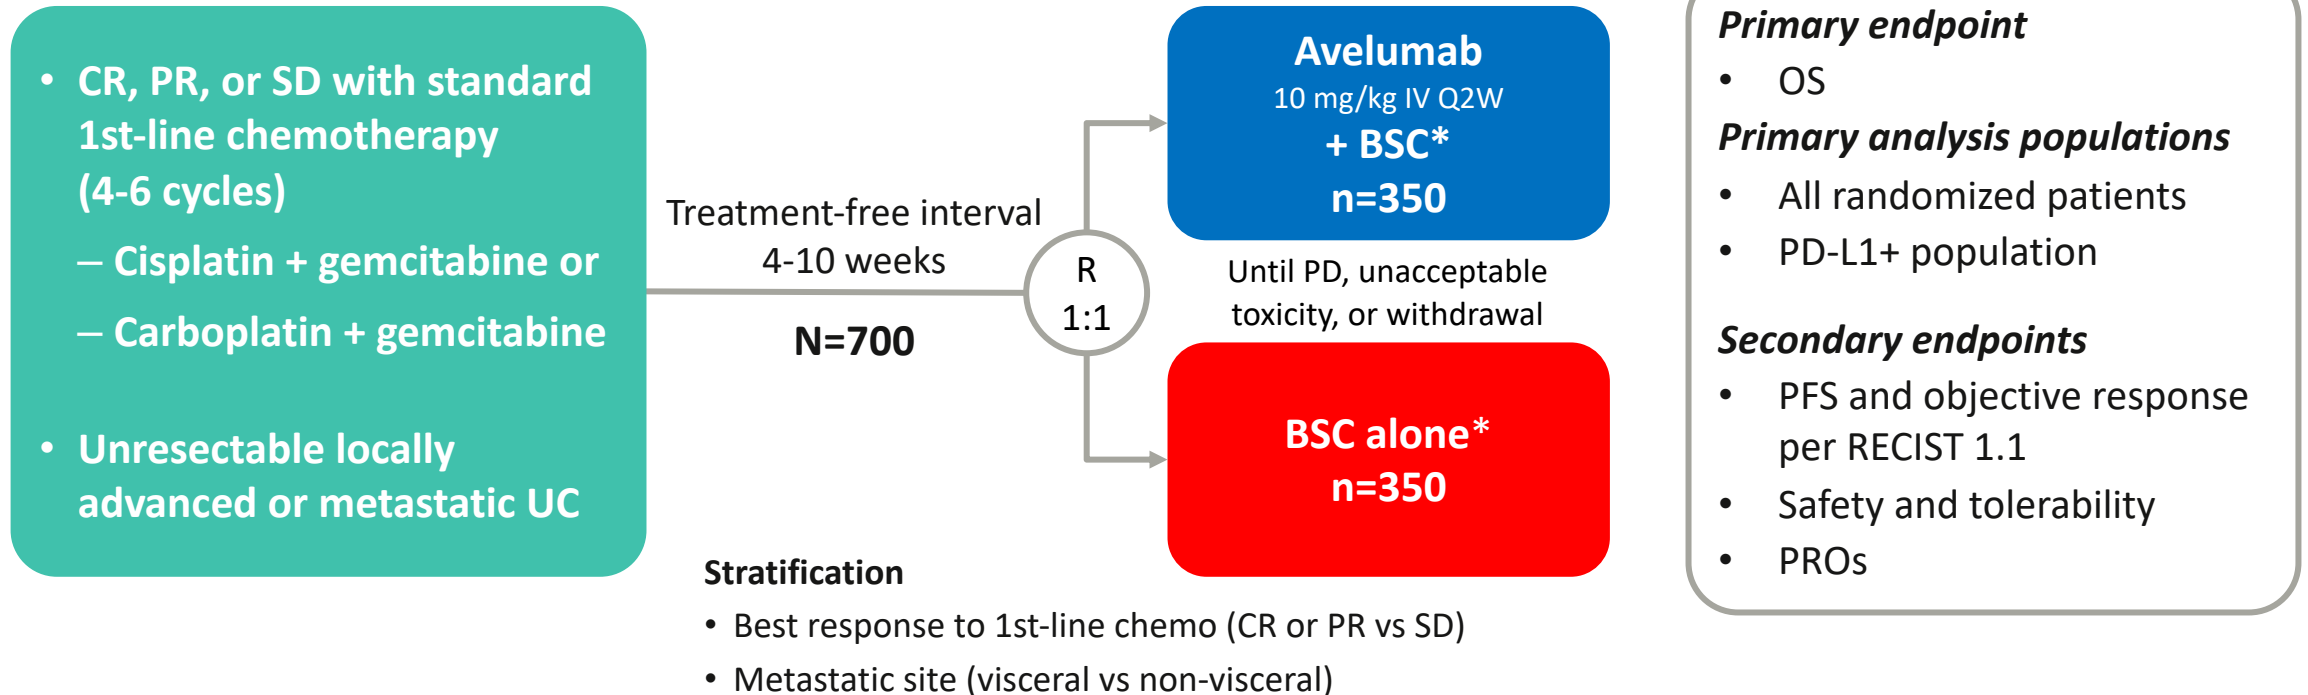 • CR, PR, or SD with standard
1st-line chemotherapy
(4-6 cycles)
– Cisplatin + gemcitabine or
– Carboplatin + gemcitabine
• Unresectable locally
advanced or metastatic UC
Treatment-free interval
4-10 weeks
N=700
R
1:1
Avelumab
10 mg/kg IV Q2W
+ BSC*
n=350
Until PD, unacceptable
toxicity, or withdrawal
BSC alone*
n=350
Stratification
• Best response to 1st-line chemo (CR or PR vs SD)
• Metastatic site (visceral vs non-visceral)
Primary endpoint
• OS
Primary analysis populations
• All randomized patients
• PD-L1+ population
Secondary endpoints
• PFS and objective response
per RECIST 1.1
• Safety and tolerability
• PROs